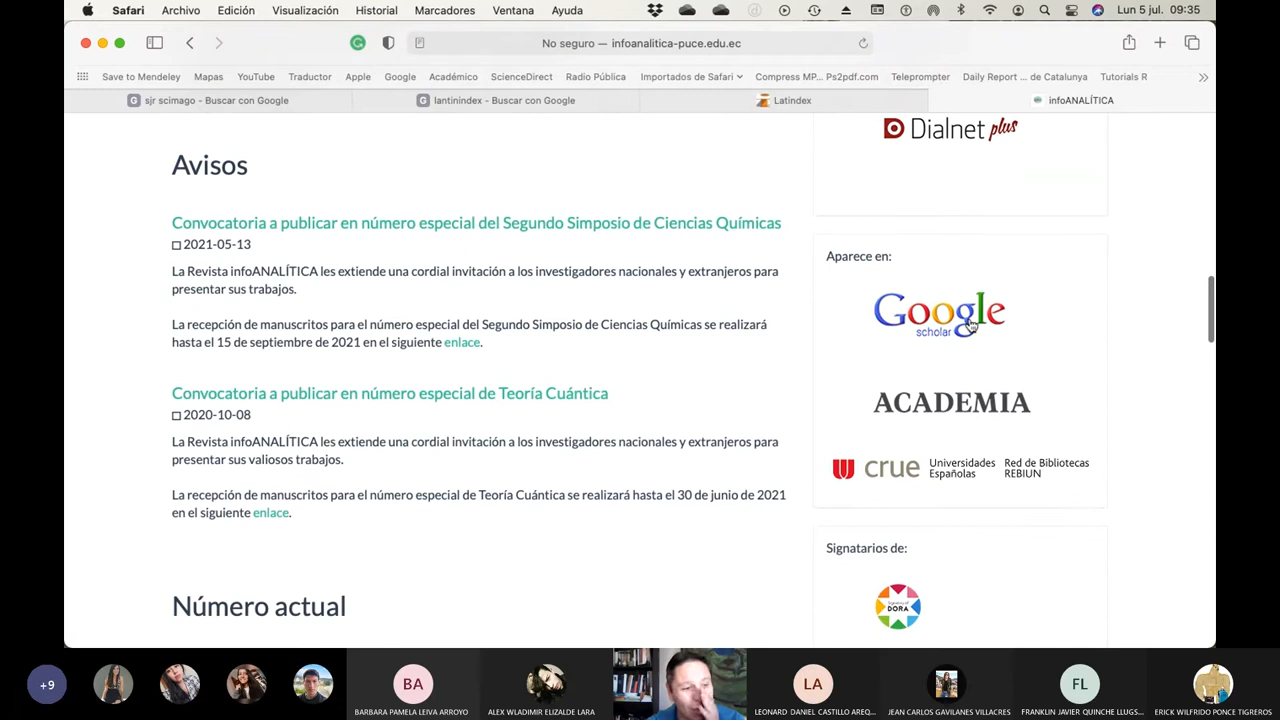 Safari Archivo Edición Visualización Historial Marcadores Ventana Ayuda Lun 5 jul. 09:35
No seguro — infoanalitica-puce.edu.ec
Save to Mendeley Mapas YouTube Traductor Apple Google Académico ScienceDirect Radio Pública Importados de Safari Compress MP... Ps2pdf.com Teleprompter Daily Report ... de Catalunya Tutorials R
sjr scimago - Buscar con Google lantinindex - Buscar con Google Latindex infoANALÍTICA
Dialnet plus
Avisos
Convocatoria a publicar en número especial del Segundo Simposio de Ciencias Químicas
2021-05-13
La Revista infoANALÍTICA les extiende una cordial invitación a los investigadores nacionales y extranjeros para
presentar sus trabajos.
La recepción de manuscritos para el número especial del Segundo Simposio de Ciencias Químicas se realizará
hasta el 15 de septiembre de 2021 en el siguiente enlace.
Convocatoria a publicar en número especial de Teoría Cuántica
2020-10-08
La Revista infoANALÍTICA les extiende una cordial invitación a los investigadores nacionales y extranjeros para
presentar sus valiosos trabajos.
La recepción de manuscritos para el número especial de Teoría Cuántica se realizará hasta el 30 de junio de 2021
en el siguiente enlace.
Número actual
Aparece en:
Google
scholar
ACADEMIA
crue Universidades Españolas Red de Bibliotecas REBIUN
Signatarios de:
DORA
+9 BA LA FL
BARBARA PAMELA LEIVA ARROYO ALEX WLADIMIR ELIZALDE LARA LEONARD DANIEL CASTILLO AREQ... JEAN CARLOS GAVILANES VILLACRES FRANKLIN JAVIER QUINCHE LLUGS... ERICK WILFRIDO PONCE TIGREROS